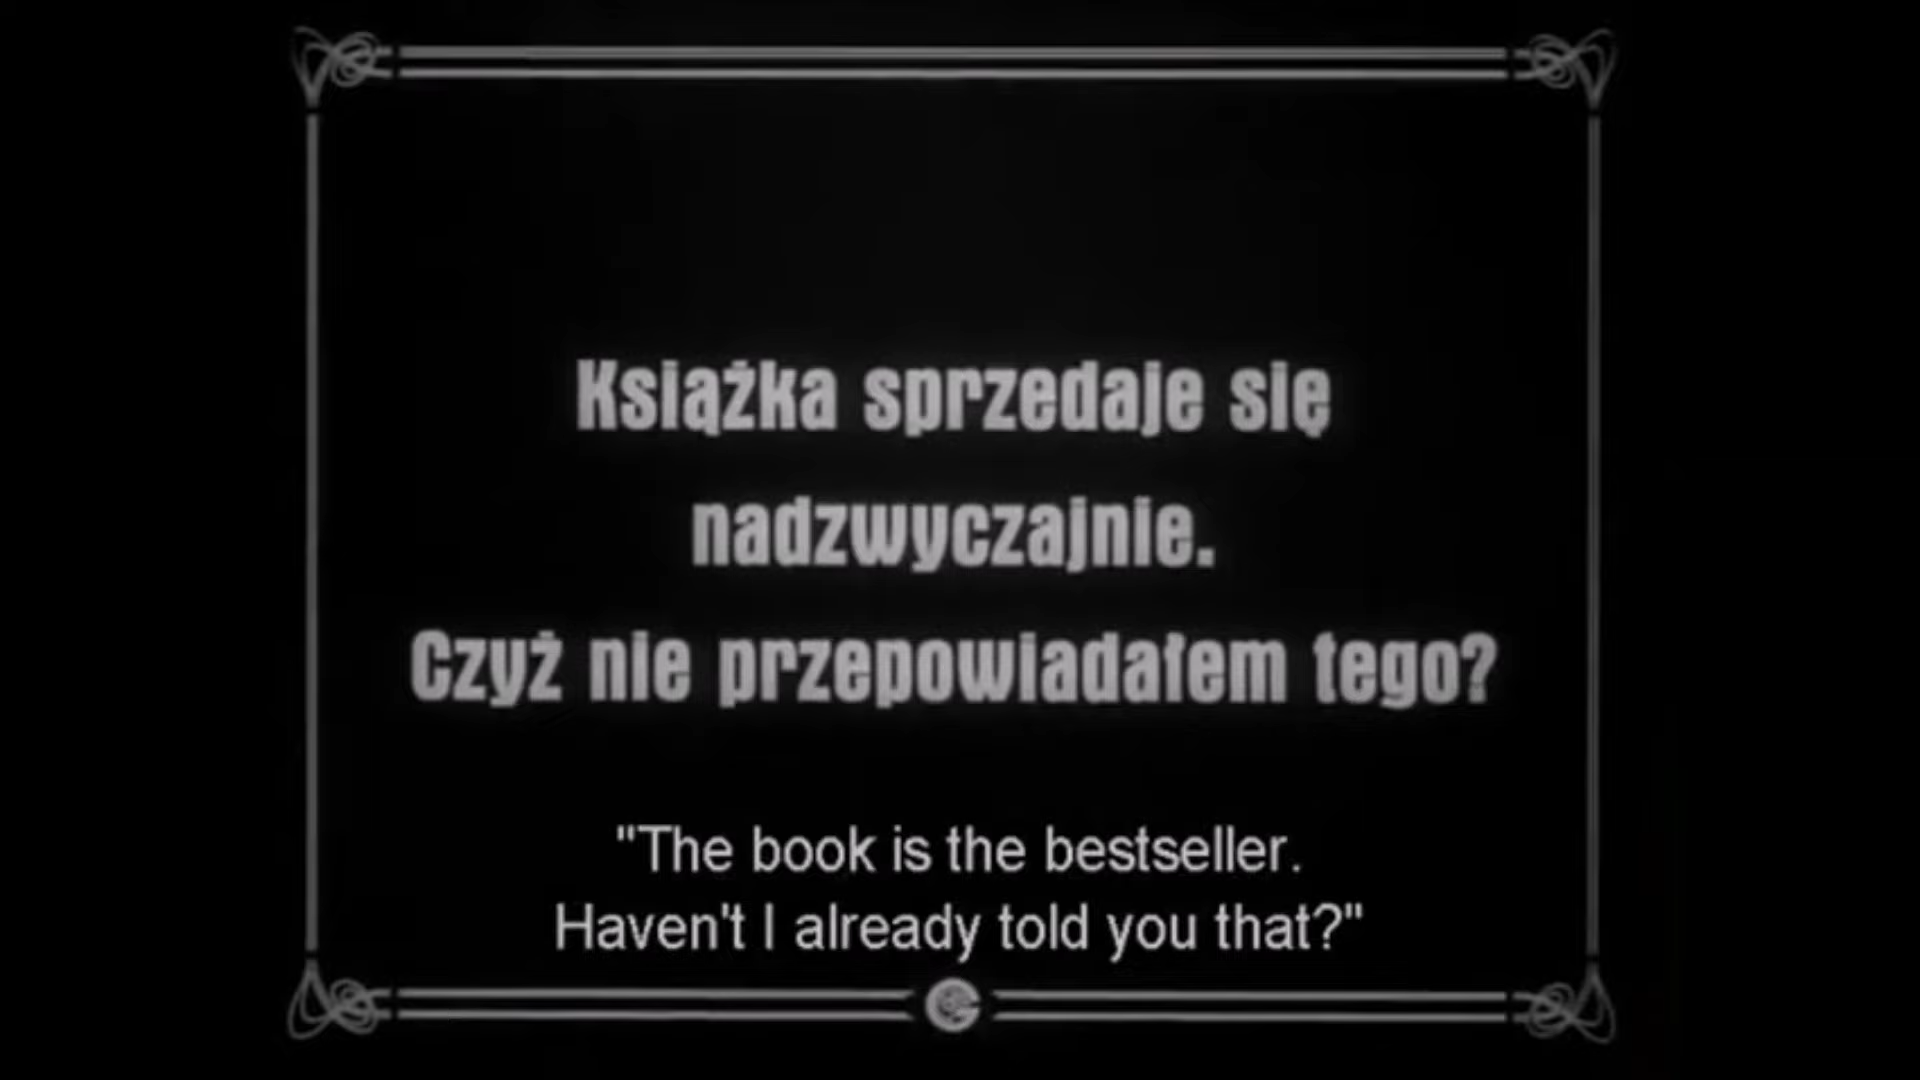 Książka sprzedaje się
nadzwyczajnie.
Czyż nie przepowiadałem tego?
"The book is the bestseller.
Haven't I already told you that?"